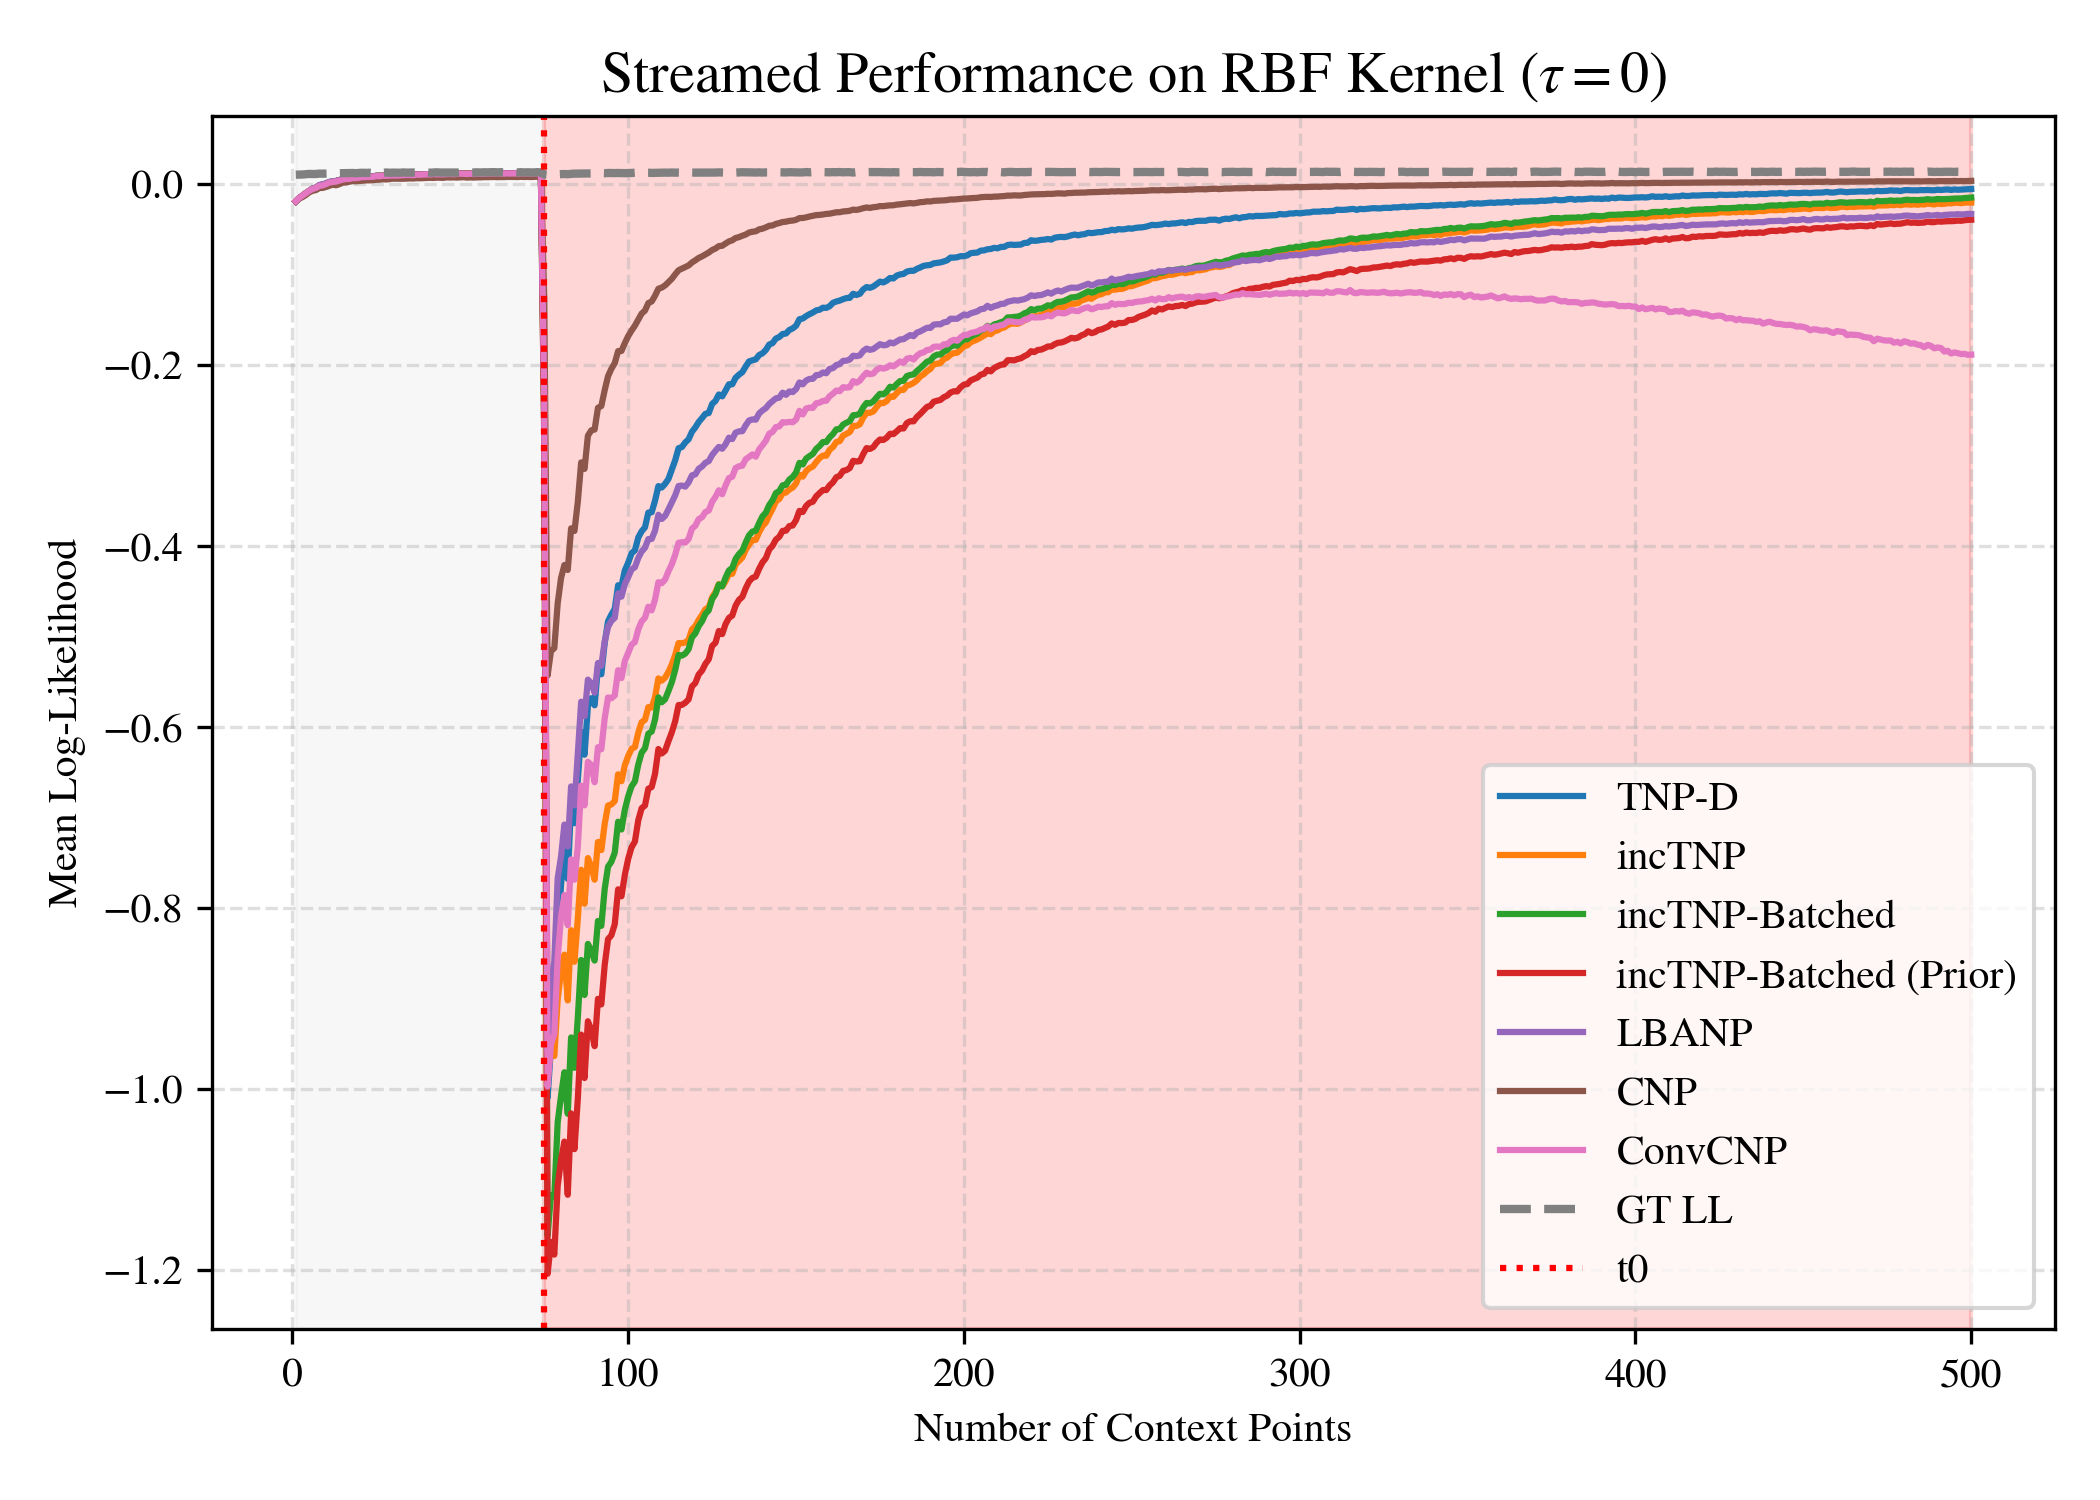 Streamed Performance on RBF Kernel (τ = 0)
Mean Log-Likelihood
0.0
−0.2
−0.4
−0.6
−0.8
−1.0
−1.2
TNP-D
incTNP
incTNP-Batched
incTNP-Batched (Prior)
LBANP
CNP
ConvCNP
GT LL
t0
0 100 200 300 400 500
Number of Context Points